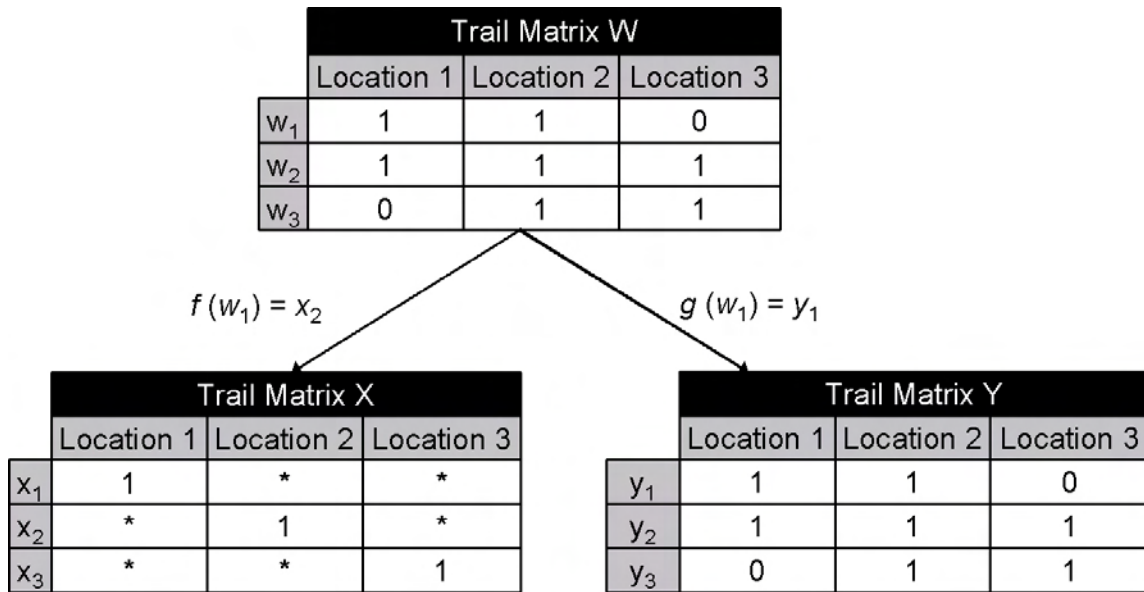 Trail Matrix W
Location 1 Location 2 Location 3
w₁ 1 1 0
w₂ 1 1 1
w₃ 0 1 1
f (w₁) = x₂
g (w₁) = y₁
Trail Matrix X
Location 1 Location 2 Location 3
x₁ 1 * *
x₂ * 1 *
x₃ * * 1
Trail Matrix Y
Location 1 Location 2 Location 3
y₁ 1 1 0
y₂ 1 1 1
y₃ 0 1 1